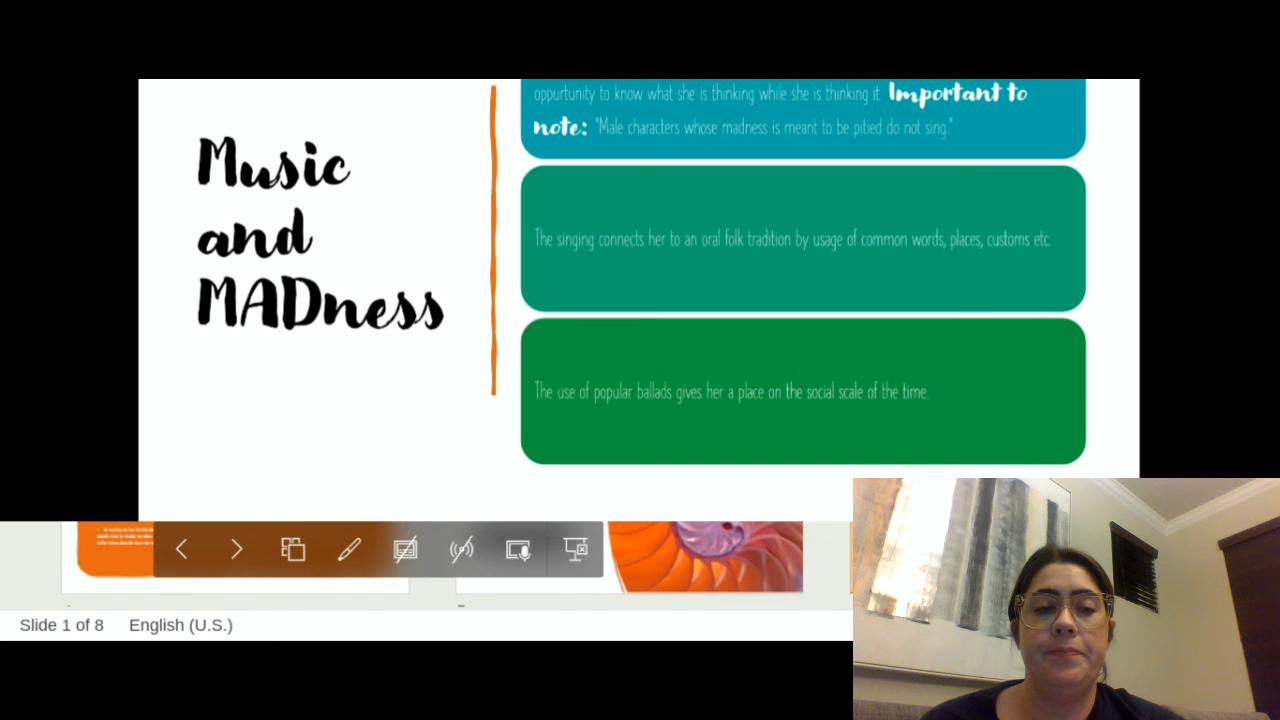 Music
and
MADness
opportunity to know what she is thinking while she is thinking it. Important to
note: "Male characters whose madness is meant to be pitied do not sing."
The singing connects her to an oral folk tradition by usage of common words, places, customs etc.
The use of popular ballads gives her a place on the social scale of the time.
Slide 1 of 8 English (U.S.)